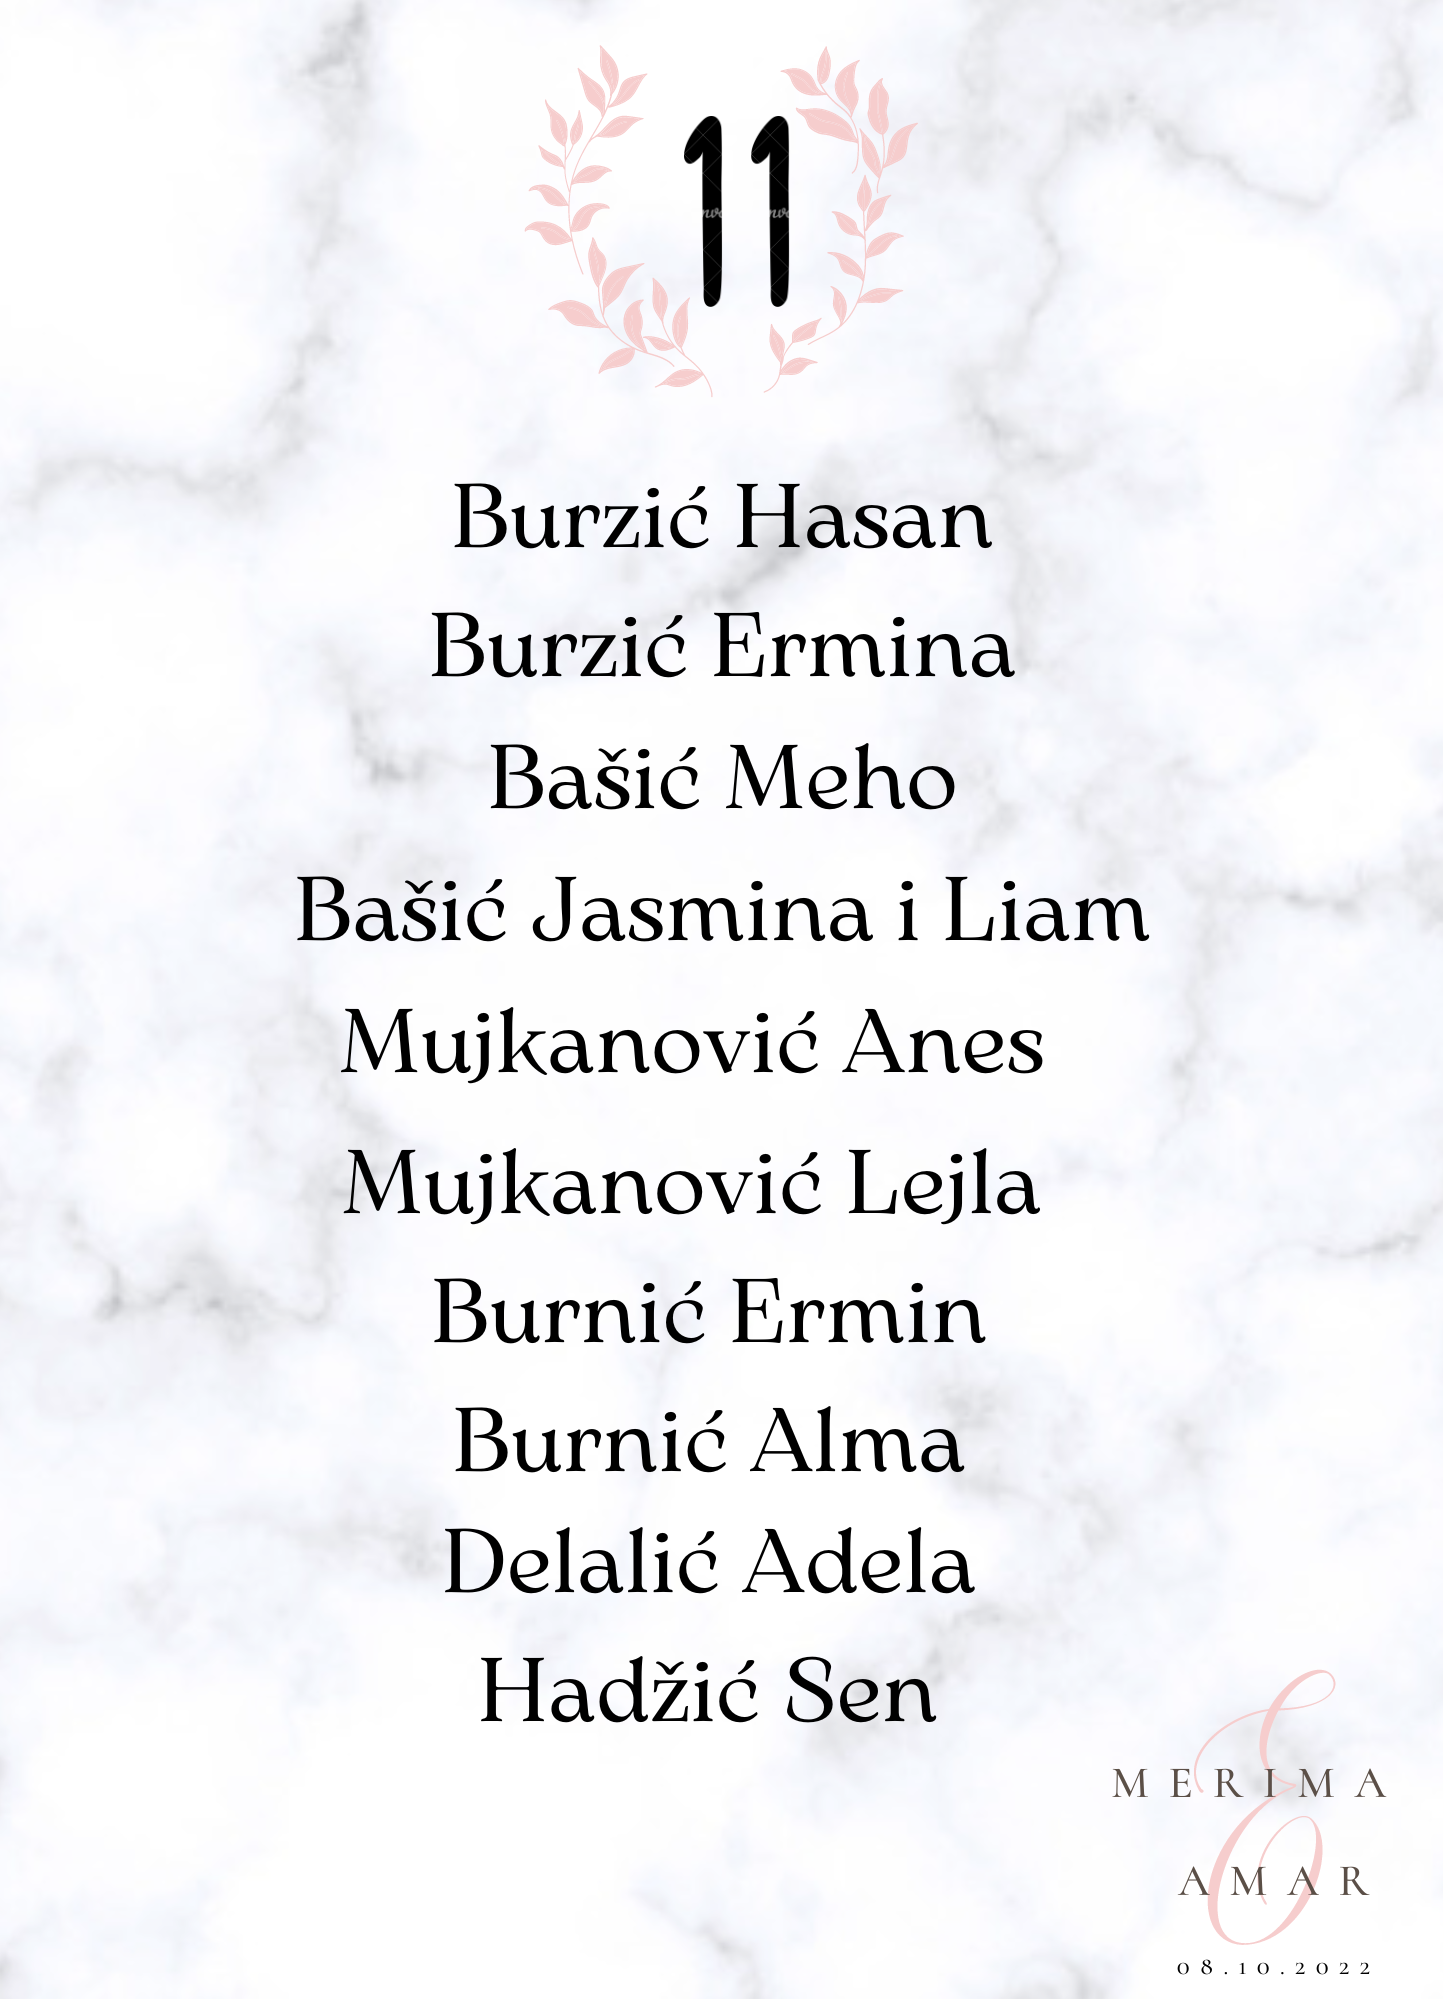 11
Burzić Hasan
Burzić Ermina
Bašić Meho
Bašić Jasmina i Liam
Mujkanović Anes
Mujkanović Lejla
Burnić Ermin
Burnić Alma
Delalić Adela
Hadžić Sen
MERIMA
&
AMAR
08.10.2022